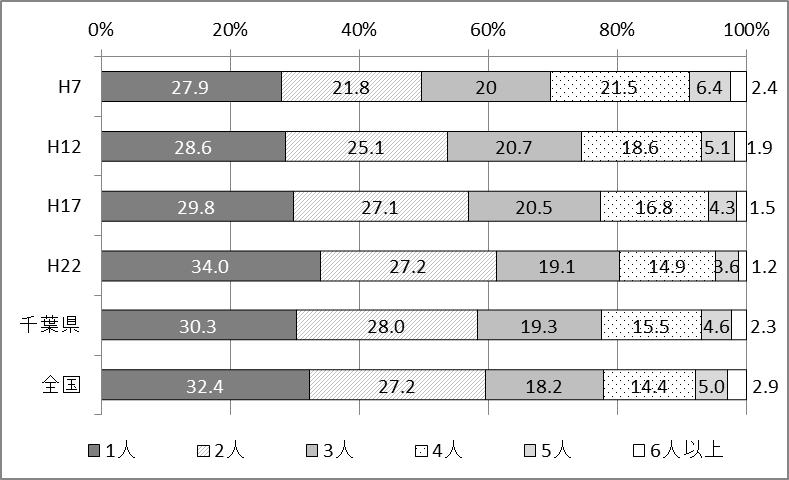 0% 20% 40% 60% 80% 100%
H7 27.9 21.8 20 21.5 6.4 2.4
H12 28.6 25.1 20.7 18.6 5.1 1.9
H17 29.8 27.1 20.5 16.8 4.3 1.5
H22 34.0 27.2 19.1 14.9 3.6 1.2
千葉県 30.3 28.0 19.3 15.5 4.6 2.3
全国 32.4 27.2 18.2 14.4 5.0 2.9
1人 2人 3人 4人 5人 6人以上